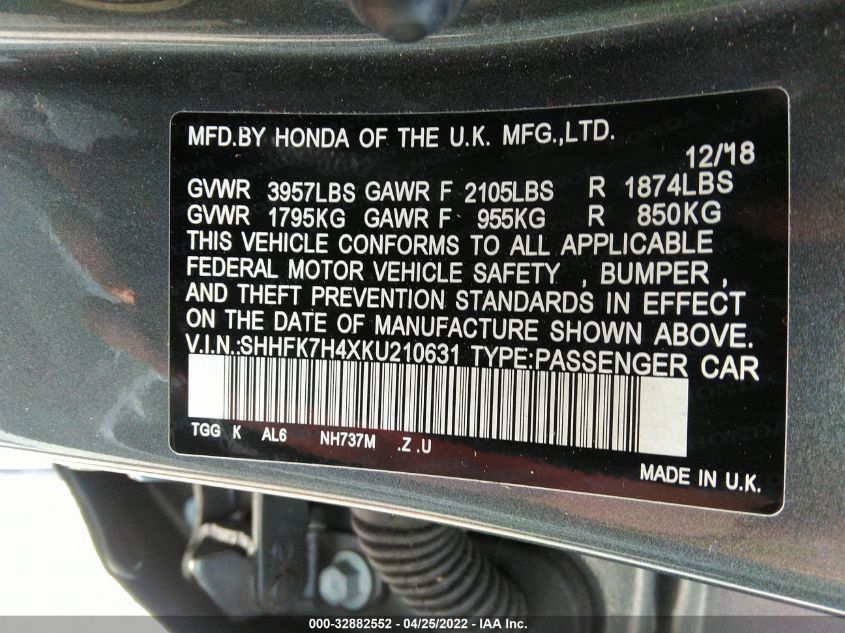 MFD.BY HONDA OF THE U.K. MFG.,LTD.
12/18
GVWR 3957LBS GAWR F 2105LBS R 1874LBS
GVWR 1795KG GAWR F 955KG R 850KG
THIS VEHICLE CONFORMS TO ALL APPLICABLE
FEDERAL MOTOR VEHICLE SAFETY , BUMPER ,
AND THEFT PREVENTION STANDARDS IN EFFECT
ON THE DATE OF MANUFACTURE SHOWN ABOVE.
V.I.N.:SHHFK7H4XKU210631 TYPE:PASSENGER CAR
TGG K AL6 NH737M .Z .U
MADE IN U.K.
000-32882552 - 04/25/2022 - © IAA Inc.